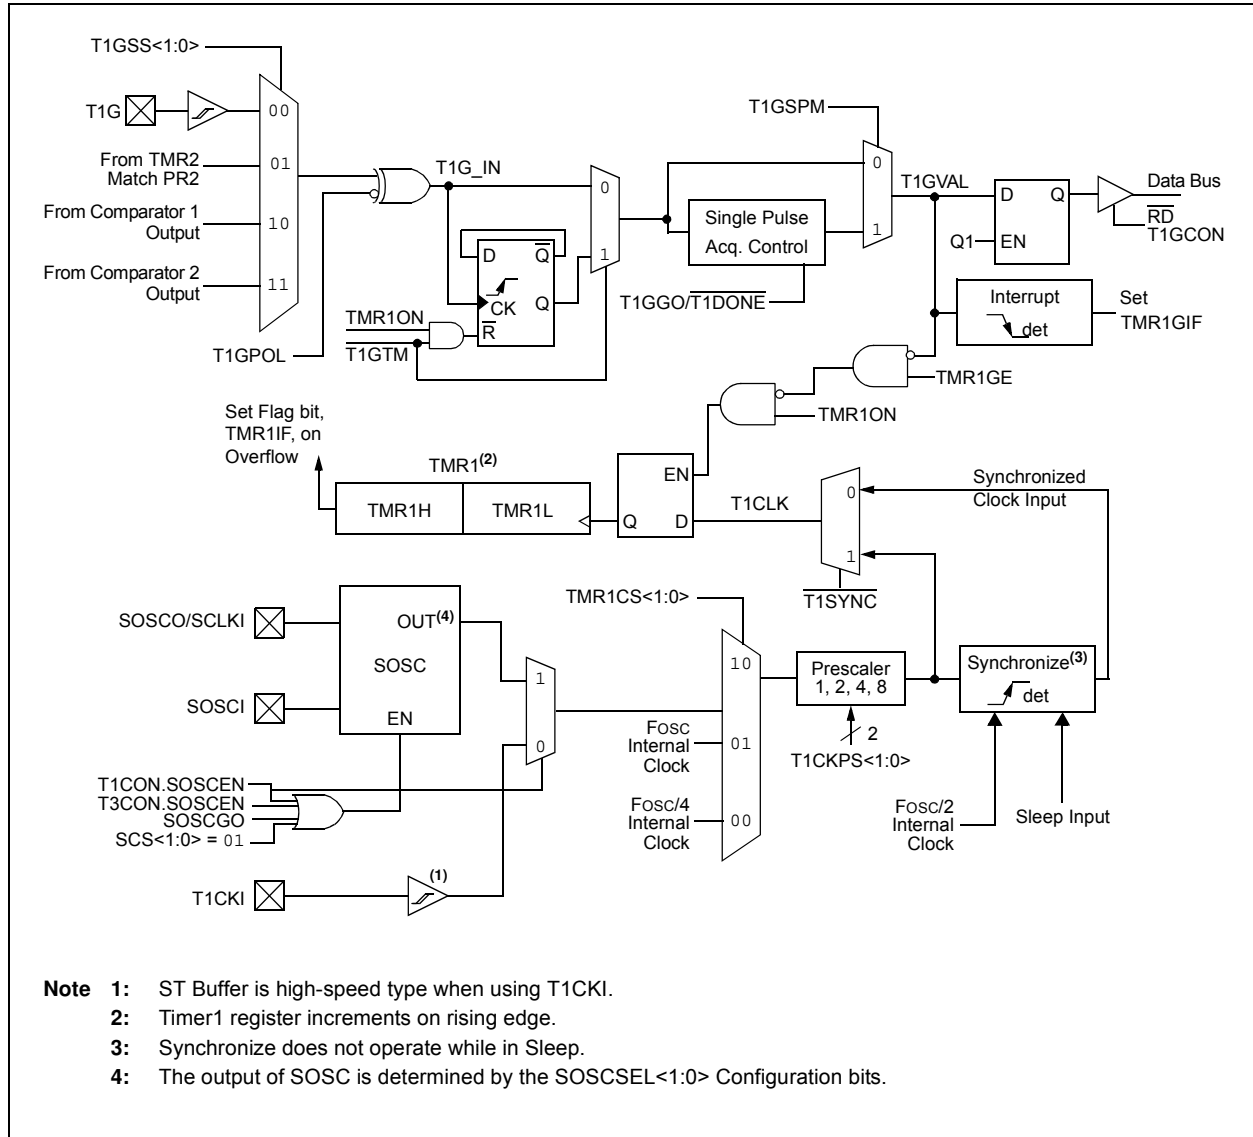 T1GSS<1:0>
T1G
00
From TMR2
Match PR2
01
From Comparator 1
Output
10
From Comparator 2
Output
11
T1GPOL
T1G_IN
D
Q
CK
Q
R
TMR1ON
T1GTM
0
1
T1GSPM
Single Pulse
Acq. Control
T1GGO/T1DONE
0
1
T1GVAL
D
Q
Q1
EN
Data Bus
RD
T1GCON
Interrupt
det
Set
TMR1GIF
TMR1GE
TMR1ON
Set Flag bit,
TMR1IF, on
Overflow
TMR1(2)
TMR1H
TMR1L
EN
Q
D
T1CLK
0
1
T1SYNC
Synchronized
Clock Input
SOSCO/SCLKI
OUT(4)
SOSC
SOSCI
EN
1
0
T1CON.SOSCEN
T3CON.SOSCEN
SOSCGO
SCS<1:0> = 01
T1CKI
(1)
TMR1CS<1:0>
10
FOSC
Internal
Clock
01
FOSC/4
Internal
Clock
00
Prescaler
1, 2, 4, 8
2
T1CKPS<1:0>
Synchronize(3)
det
FOSC/2
Internal
Clock
Sleep Input
Note 1: ST Buffer is high-speed type when using T1CKI.
2: Timer1 register increments on rising edge.
3: Synchronize does not operate while in Sleep.
4: The output of SOSC is determined by the SOSCSEL<1:0> Configuration bits.